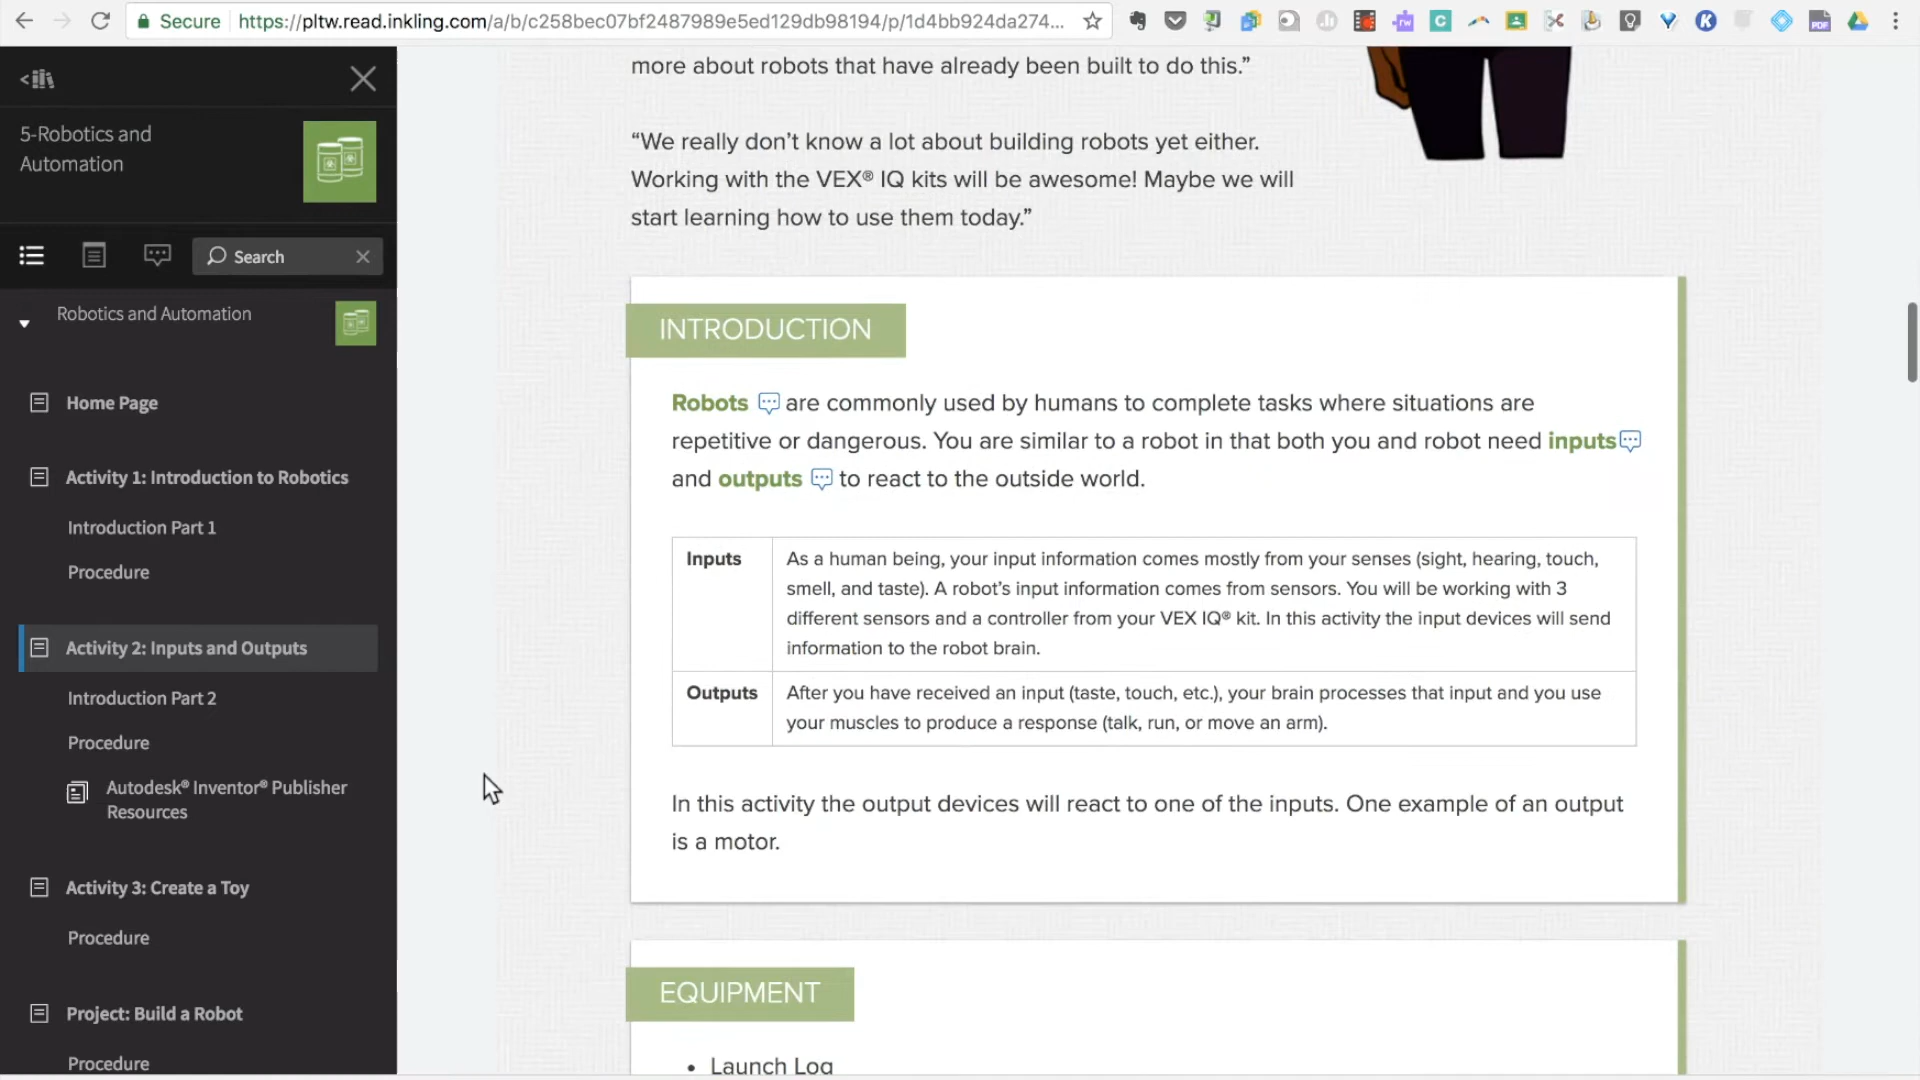 Secure https://pltw.read.inkling.com/a/b/c258bec07bf2487989e5ed129db98194/p/1d4bb924da274...
5-Robotics and
Automation
Search
Robotics and Automation
Home Page
Activity 1: Introduction to Robotics
Introduction Part 1
Procedure
Activity 2: Inputs and Outputs
Introduction Part 2
Procedure
Autodesk® Inventor® Publisher
Resources
Activity 3: Create a Toy
Procedure
Project: Build a Robot
Procedure
more about robots that have already been built to do this.”
“We really don’t know a lot about building robots yet either.
Working with the VEX® IQ kits will be awesome! Maybe we will
start learning how to use them today.”
INTRODUCTION
Robots are commonly used by humans to complete tasks where situations are
repetitive or dangerous. You are similar to a robot in that both you and robot need inputs
and outputs to react to the outside world.
Inputs
As a human being, your input information comes mostly from your senses (sight, hearing, touch,
smell, and taste). A robot’s input information comes from sensors. You will be working with 3
different sensors and a controller from your VEX IQ® kit. In this activity the input devices will send
information to the robot brain.
Outputs
After you have received an input (taste, touch, etc.), your brain processes that input and you use
your muscles to produce a response (talk, run, or move an arm).
In this activity the output devices will react to one of the inputs. One example of an output
is a motor.
EQUIPMENT
• Launch Log